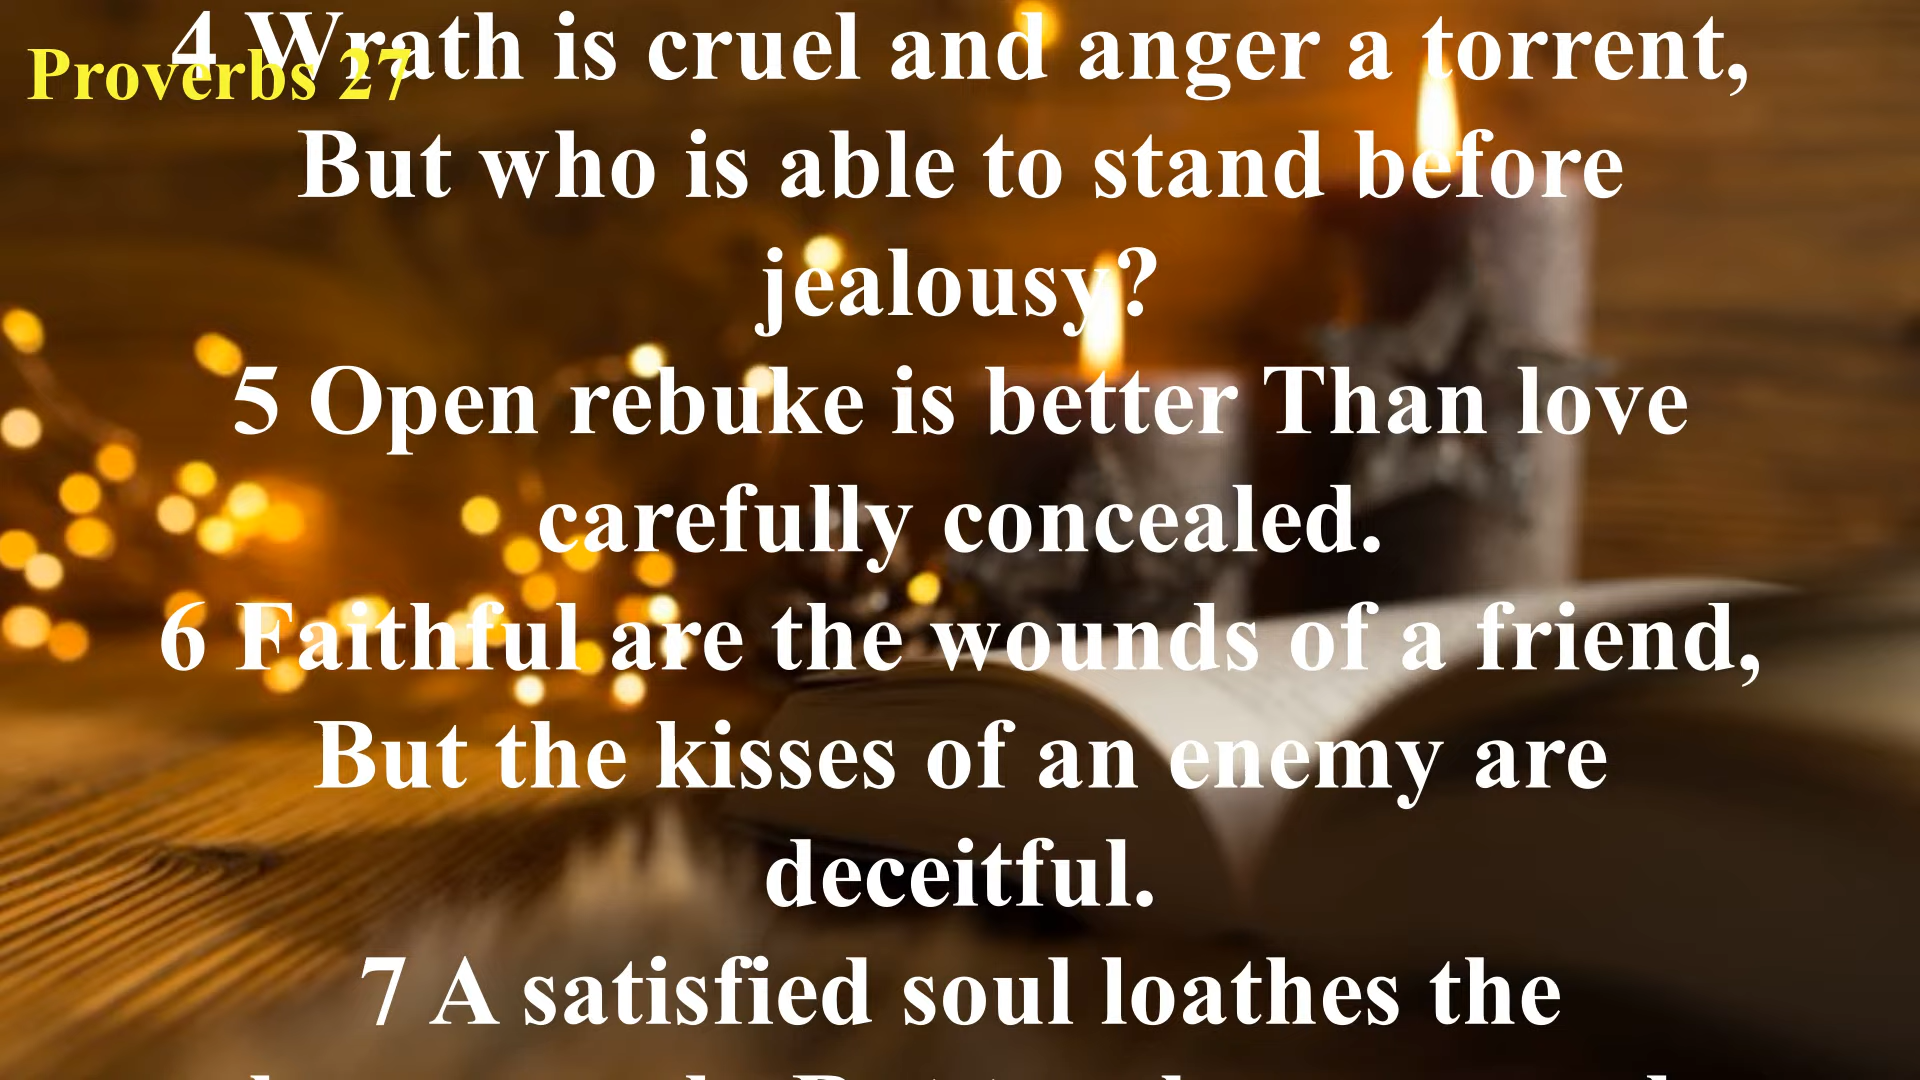 Proverbs 27
4 Wrath is cruel and anger a torrent,
But who is able to stand before
jealousy?
5 Open rebuke is better Than love
carefully concealed.
6 Faithful are the wounds of a friend,
But the kisses of an enemy are
deceitful.
7 A satisfied soul loathes the